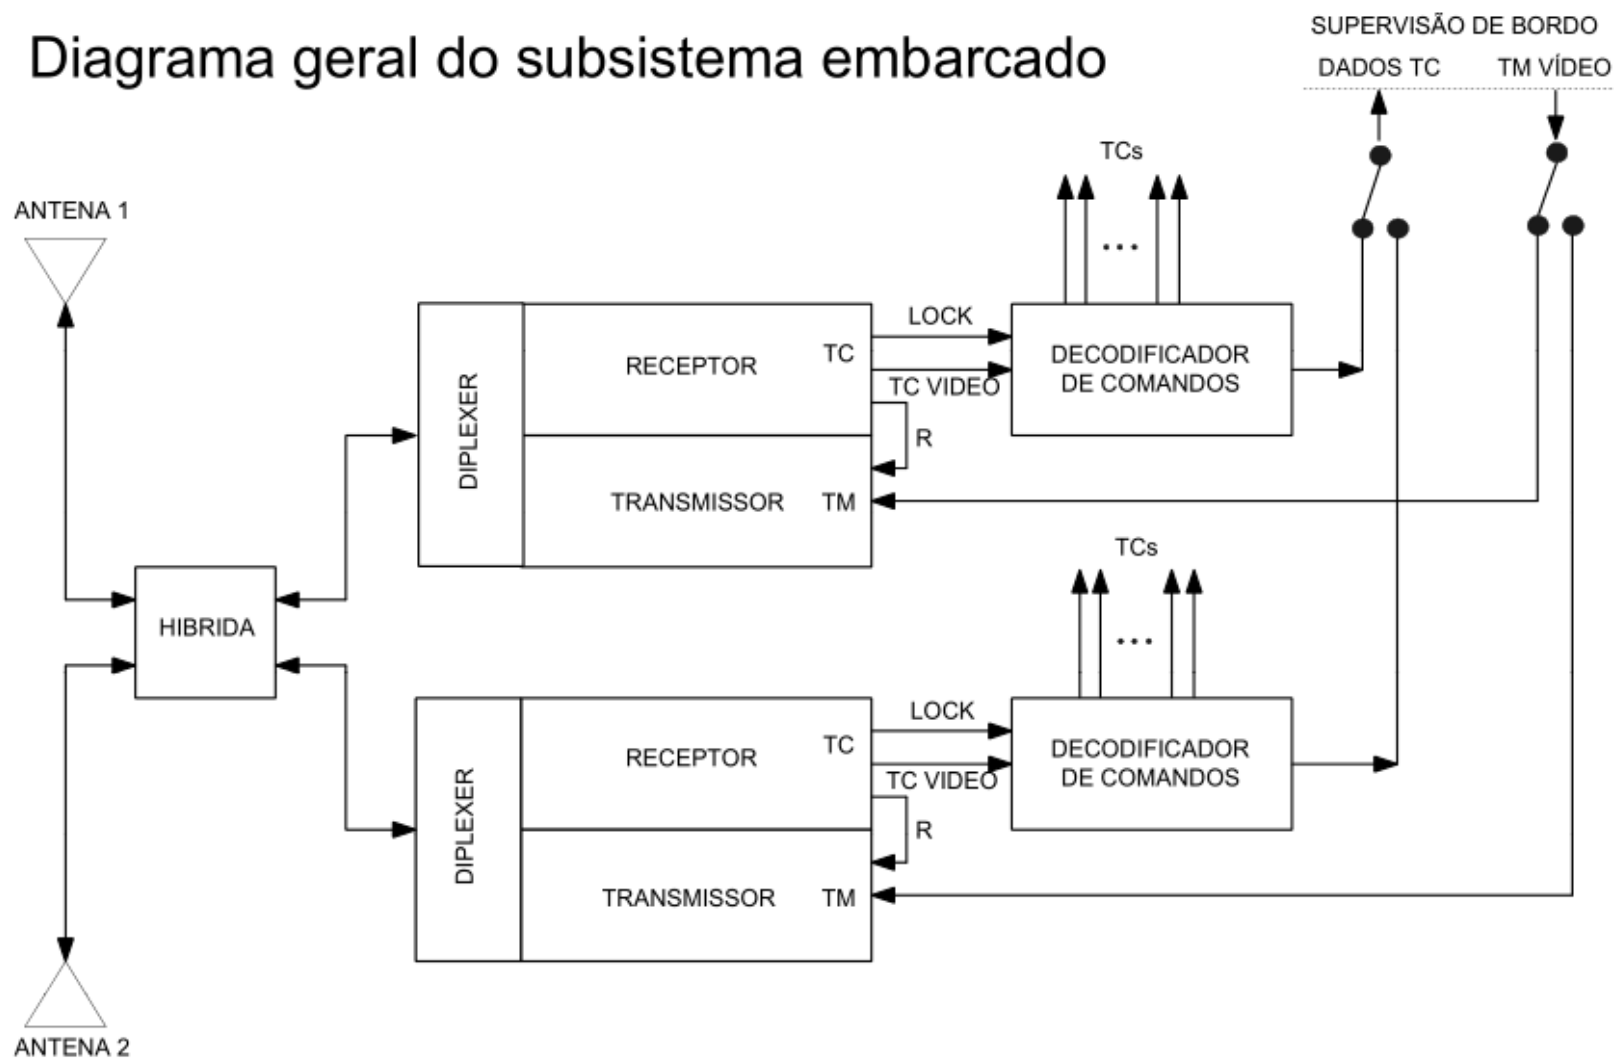 Diagrama geral do subsistema embarcado
SUPERVISÃO DE BORDO
DADOS TC
TM VÍDEO
TCs
...
ANTENA 1
DIPLEXER
RECEPTOR
TC
LOCK
TC VIDEO
R
DECODIFICADOR
DE COMANDOS
TRANSMISSOR
TM
HIBRIDA
TCs
...
DIPLEXER
RECEPTOR
TC
LOCK
TC VIDEO
R
DECODIFICADOR
DE COMANDOS
TRANSMISSOR
TM
ANTENA 2